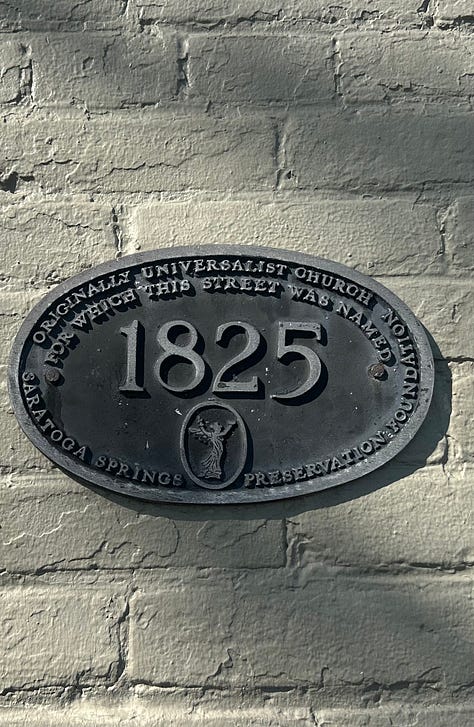 ORIGINALLY UNIVERSALIST CHURCH
FOR WHICH THIS STREET WAS NAMED
1825
SARATOGA SPRINGS PRESERVATION FOUNDATION